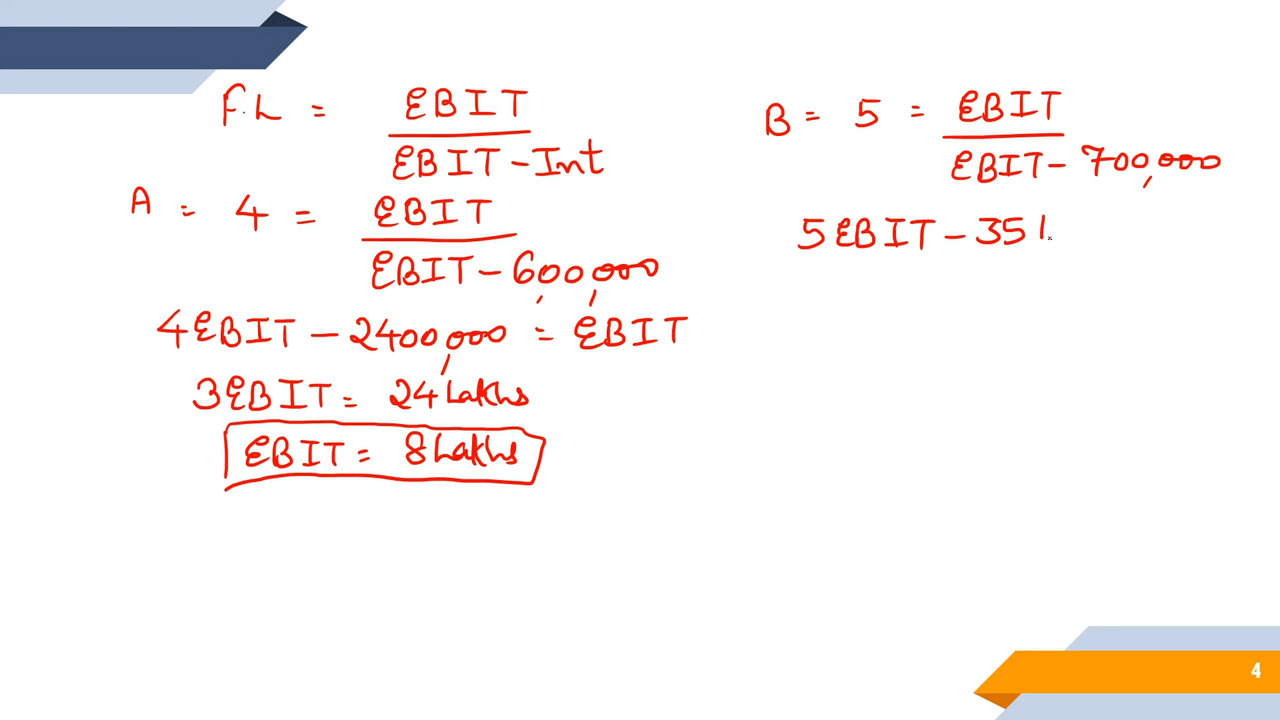 F.L = EBIT
EBIT - Int
A = 4 = EBIT
EBIT - 600,000
4EBIT - 2400,000 = EBIT
3EBIT = 24 Lakhs
EBIT = 8 Lakhs
B = 5 = EBIT
EBIT - 700,000
5EBIT - 35 l
4